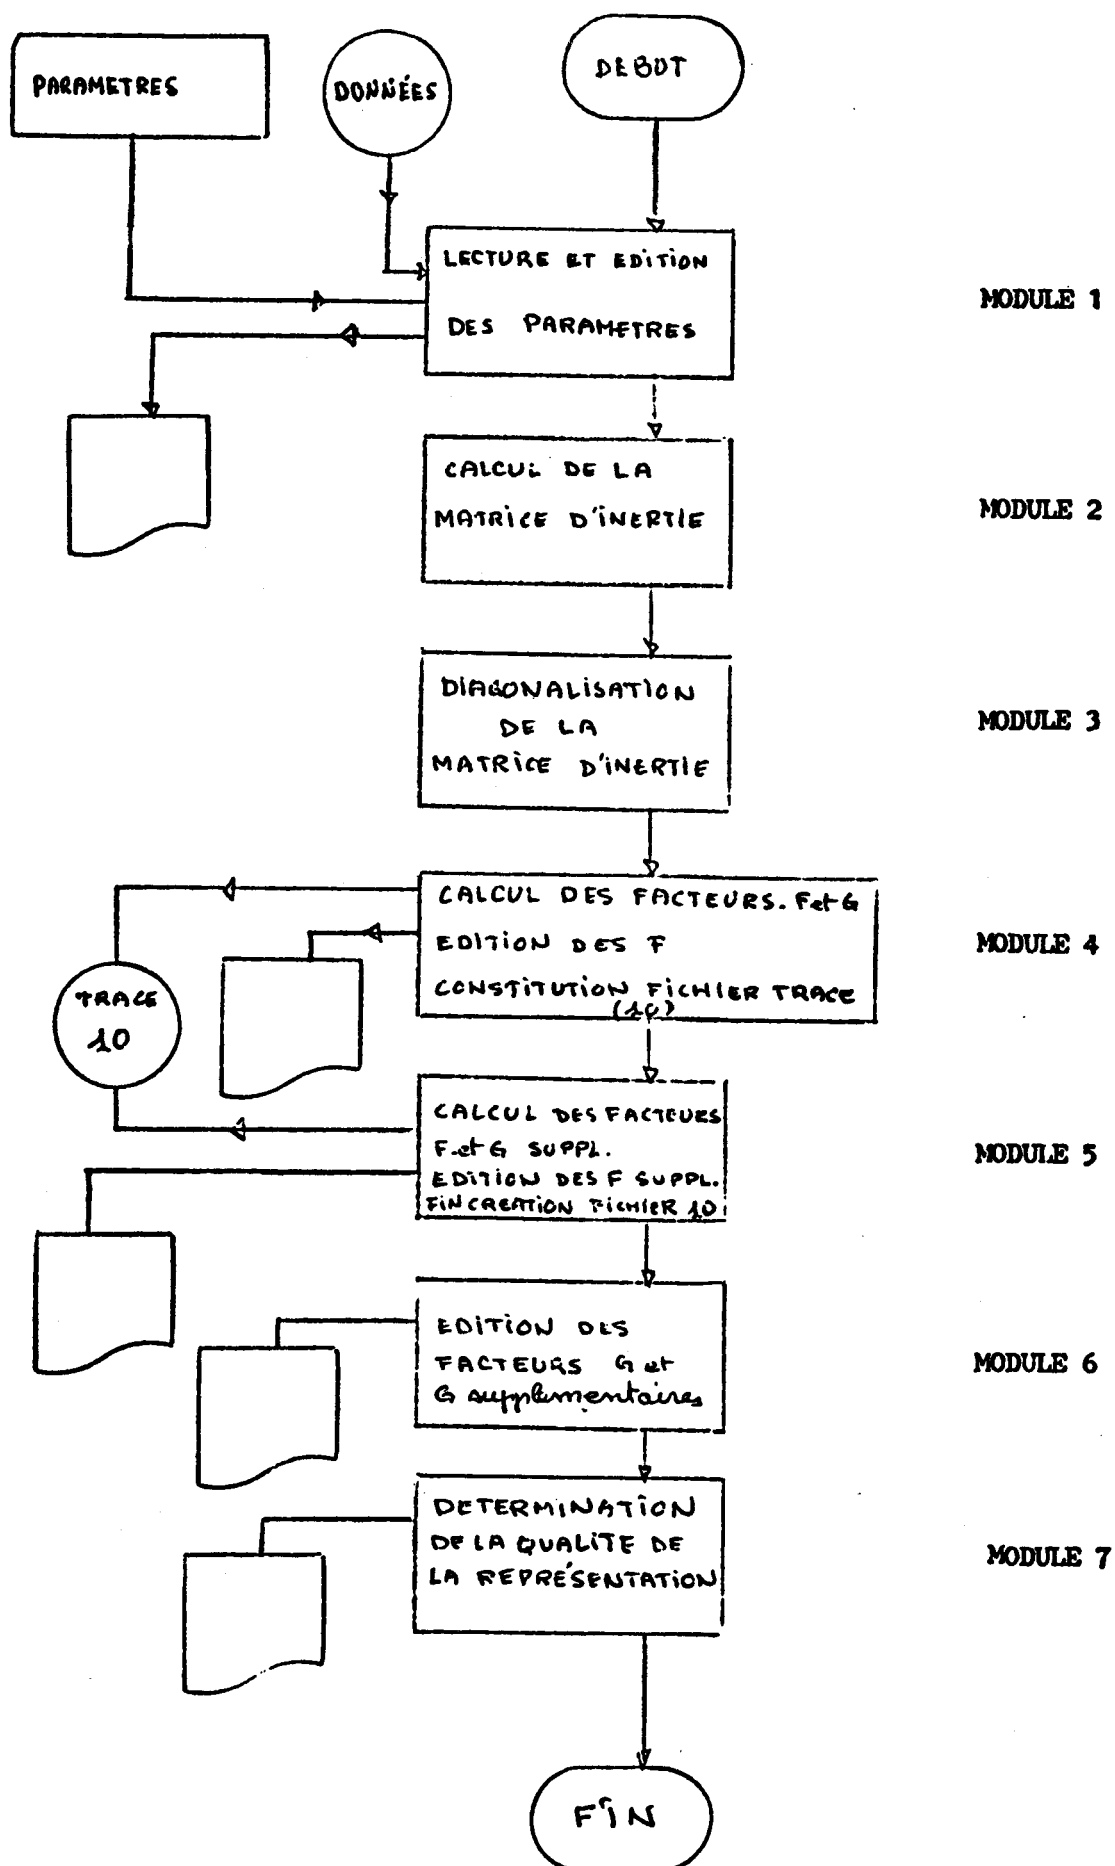 PARAMETRES
DONNÉES
DEBUT
LECTURE ET EDITION
DES PARAMETRES
MODULE 1
CALCUL DE LA
MATRICE D'INERTIE
MODULE 2
DIAGONALISATION
DE LA
MATRICE D'INERTIE
MODULE 3
CALCUL DES FACTEURS. F et G
EDITION DES F
CONSTITUTION FICHIER TRACE
(10)
MODULE 4
TRACE
10
CALCUL DES FACTEURS
F. et G SUPPL.
EDITION DES F SUPPL.
FIN CREATION FICHIER 10
MODULE 5
EDITION DES
FACTEURS G et
G supplementaires
MODULE 6
DETERMINATION
DE LA QUALITE DE
LA REPRÉSENTATION
MODULE 7
FIN